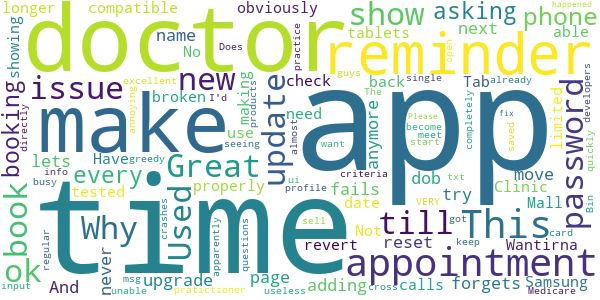 longer compatible obviously doctor show asking phone happened
showing name No tablets next able
Does practice reminder open
issue new check back Tab already
annoying excellent products guys single developers
booking directly broken I'd making The limited password
make app update use need anymore Please completely quickly
lets Have seeing almost want become meet start fix saved
book every Great properly criteria dob Clinic move
info tested Used fails ui profile greedy VERY txt Bin
time till try This
busy Why crashes date Not adding revert reset Mall
ok never apparently questions sell got card Wantirna
And regular upgrade page calls forgets Samsung
input unable msg pratictioner useless cross keep Medicare appointment